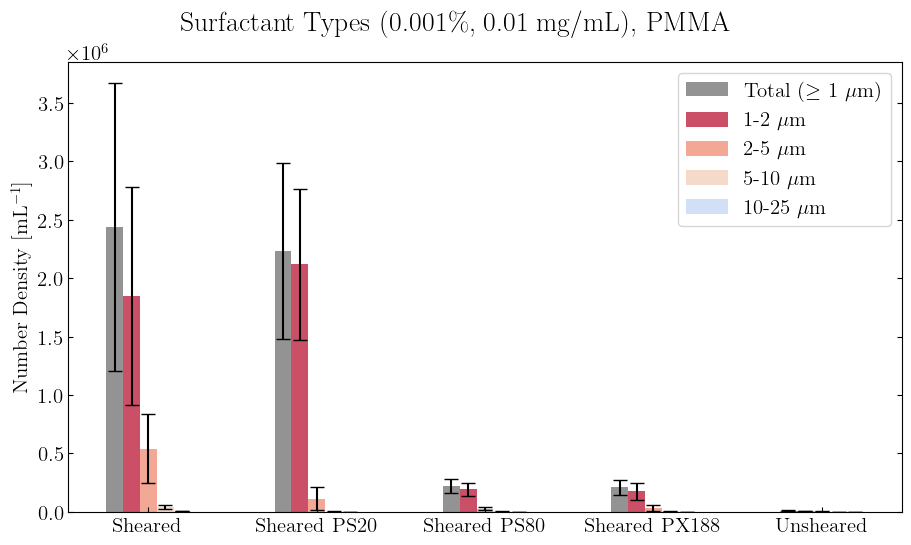 Surfactant Types (0.001%, 0.01 mg/mL), PMMA
×10⁶
Number Density [mL⁻¹]
3.5
3.0
2.5
2.0
1.5
1.0
0.5
0.0
Total (≥ 1 μm)
1-2 μm
2-5 μm
5-10 μm
10-25 μm
Sheared Sheared PS20 Sheared PS80 Sheared PX188 Unsheared